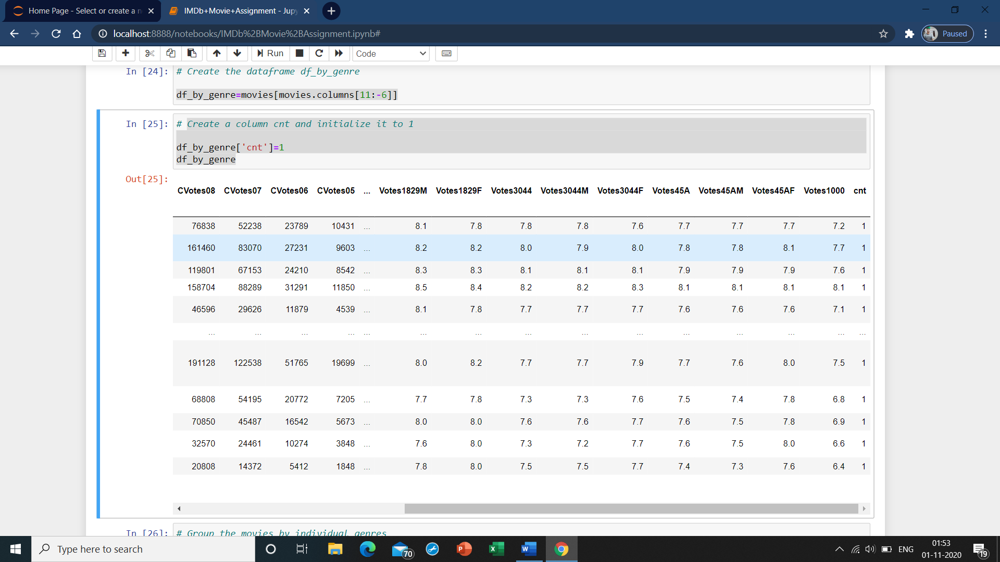 Home Page - Select or create a n
IMDb+Movie+Assignment - Jupy
localhost:8888/notebooks/IMDb%2BMovie%2BAssignment.ipynb#
Paused
Run
Code
In [24]: # Create the dataframe df_by_genre
df_by_genre=movies[movies.columns[11:-6]]
In [25]: # Create a column cnt and initialize it to 1
df_by_genre['cnt']=1
df_by_genre
Out[25]:
CVotes08 CVotes07 CVotes06 CVotes05 ... Votes1829M Votes1829F Votes3044 Votes3044M Votes3044F Votes45A Votes45AM Votes45AF Votes1000 cnt
76838 52238 23789 10431 ... 8.1 7.8 7.8 7.8 7.6 7.7 7.7 7.7 7.2 1
161460 83070 27231 9603 ... 8.2 8.2 8.0 7.9 8.0 7.8 7.8 8.1 7.7 1
119801 67153 24210 8542 ... 8.3 8.3 8.1 8.1 8.1 7.9 7.9 7.9 7.6 1
158704 88289 31291 11850 ... 8.5 8.4 8.2 8.2 8.3 8.1 8.1 8.1 8.1 1
46596 29626 11879 4539 ... 8.1 7.8 7.7 7.7 7.7 7.6 7.6 7.6 7.1 1
... ... ... ... ... ... ... ... ... ... ... ... ... ... ...
191128 122538 51765 19699 ... 8.0 8.2 7.7 7.7 7.9 7.7 7.6 8.0 7.5 1
68808 54195 20772 7205 ... 7.7 7.8 7.3 7.3 7.6 7.5 7.4 7.8 6.8 1
70850 45487 16542 5673 ... 8.0 8.0 7.6 7.6 7.7 7.6 7.5 7.8 6.9 1
32570 24461 10274 3848 ... 7.6 8.0 7.3 7.2 7.7 7.6 7.5 8.0 6.6 1
20808 14372 5412 1848 ... 7.8 8.0 7.5 7.5 7.7 7.4 7.3 7.6 6.4 1
In [26]: # Group the movies by individual genres
Type here to search
70
ENG
01:53
01-11-2020
19